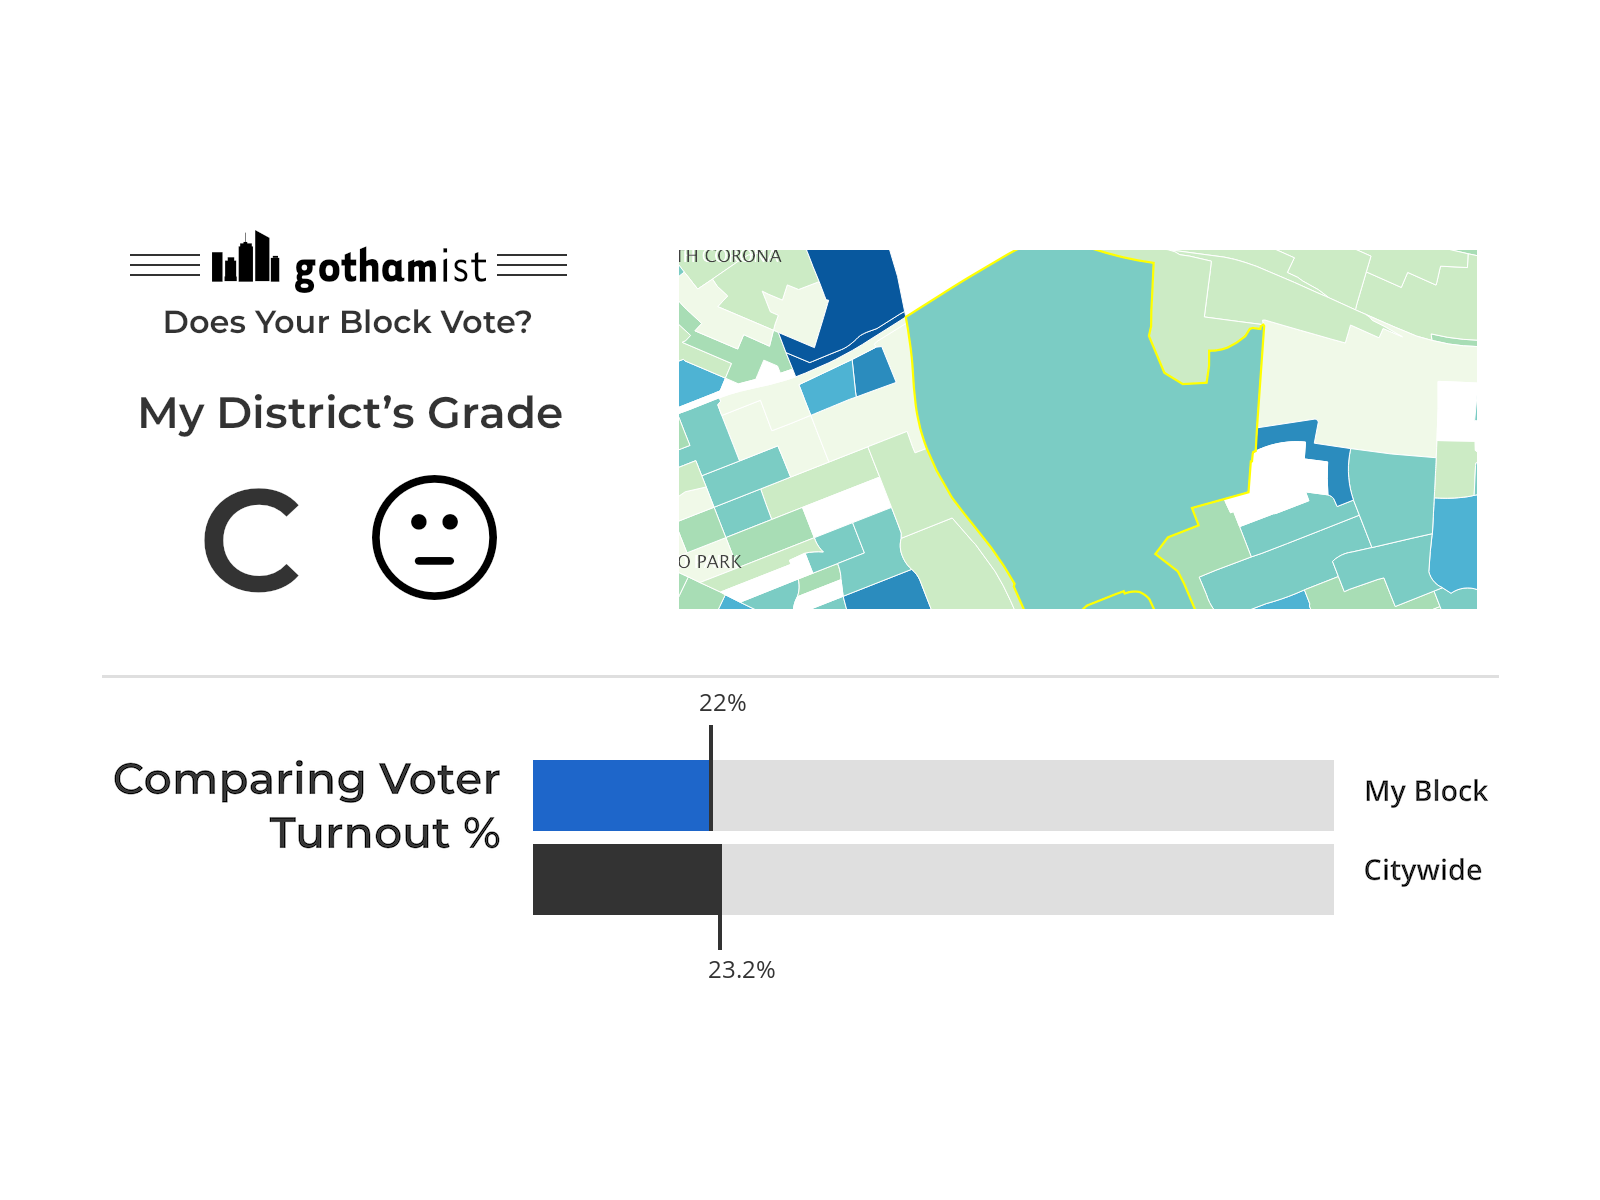 gothamist
Does Your Block Vote?
My District’s Grade
C
TH CORONA
O PARK
22%
Comparing Voter
Turnout %
My Block
Citywide
23.2%